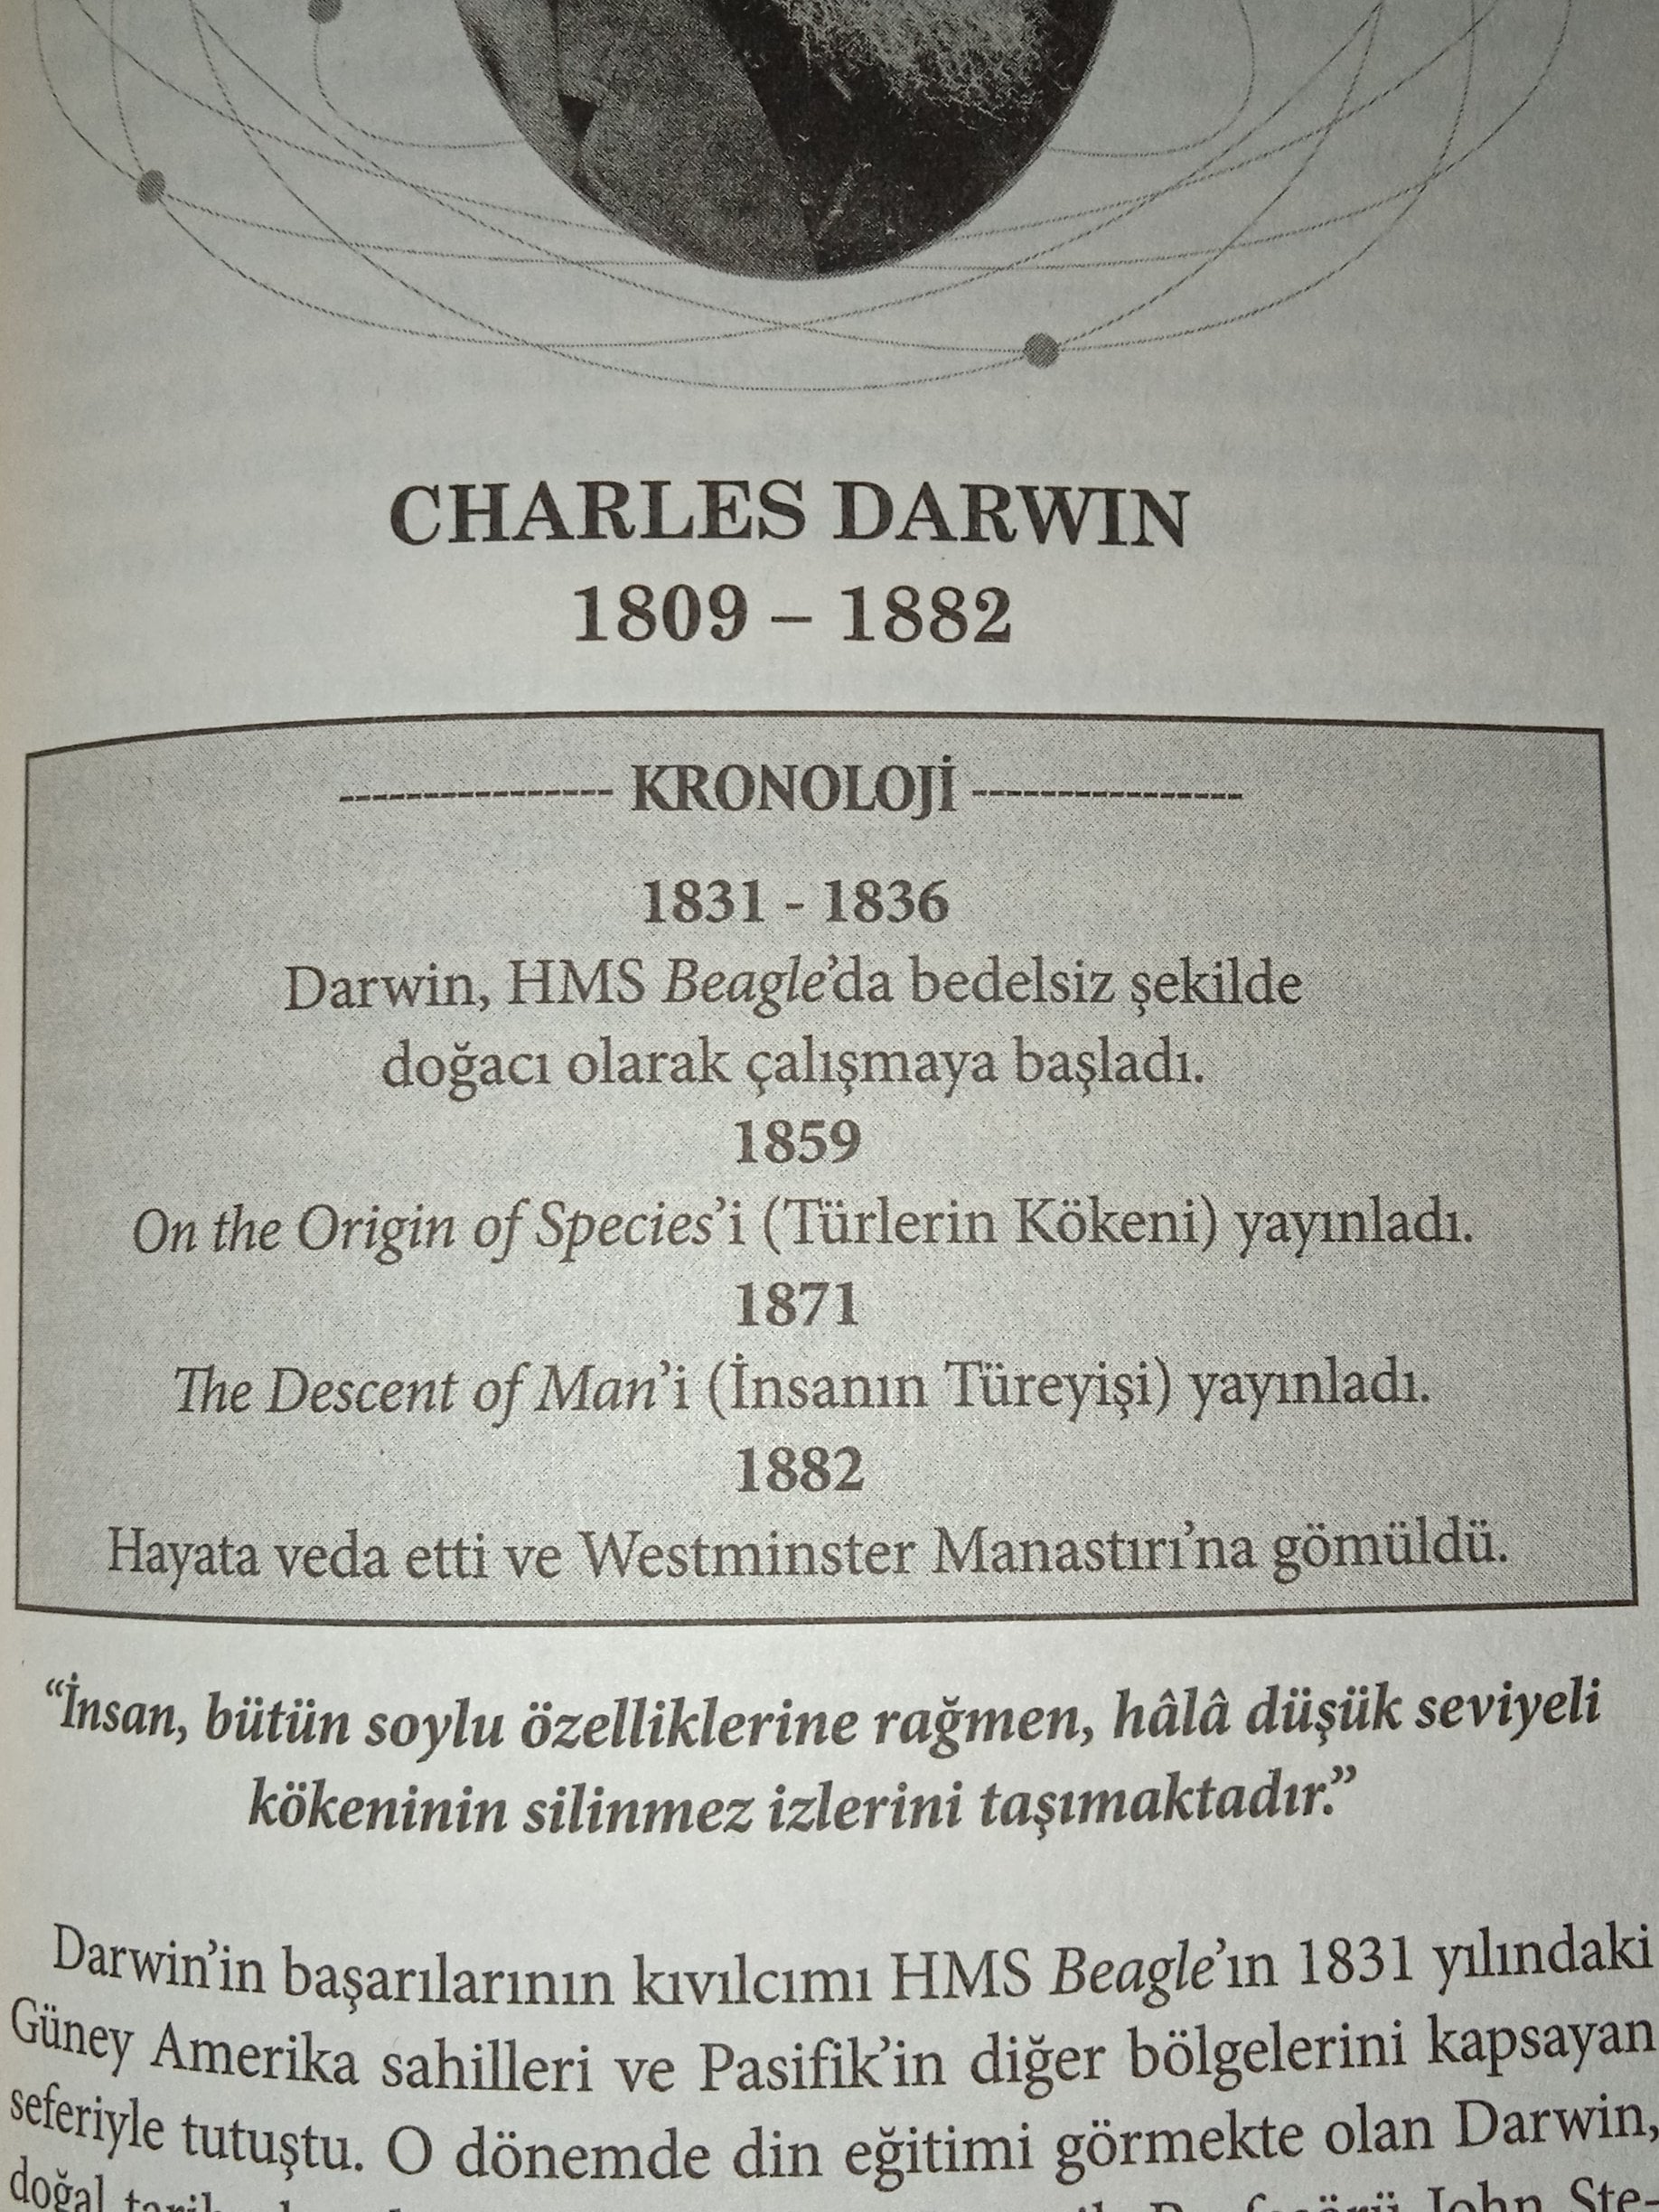 CHARLES DARWIN
1809 – 1882
--------------- KRONOLOJİ ---------------
1831 - 1836
Darwin, HMS Beagle’da bedelsiz şekilde
doğacı olarak çalışmaya başladı.
1859
On the Origin of Species’i (Türlerin Kökeni) yayınladı.
1871
The Descent of Man’i (İnsanın Türeyişi) yayınladı.
1882
Hayata veda etti ve Westminster Manastırı’na gömüldü.
“İnsan, bütün soylu özelliklerine rağmen, hâlâ düşük seviyeli
kökeninin silinmez izlerini taşımaktadır.”
Darwin’in başarılarının kıvılcımı HMS Beagle’ın 1831 yılındaki
Güney Amerika sahilleri ve Pasifik’in diğer bölgelerini kapsayan
seferiyle tutuştu. O dönemde din eğitimi görmekte olan Darwin,
doğal John Ste-